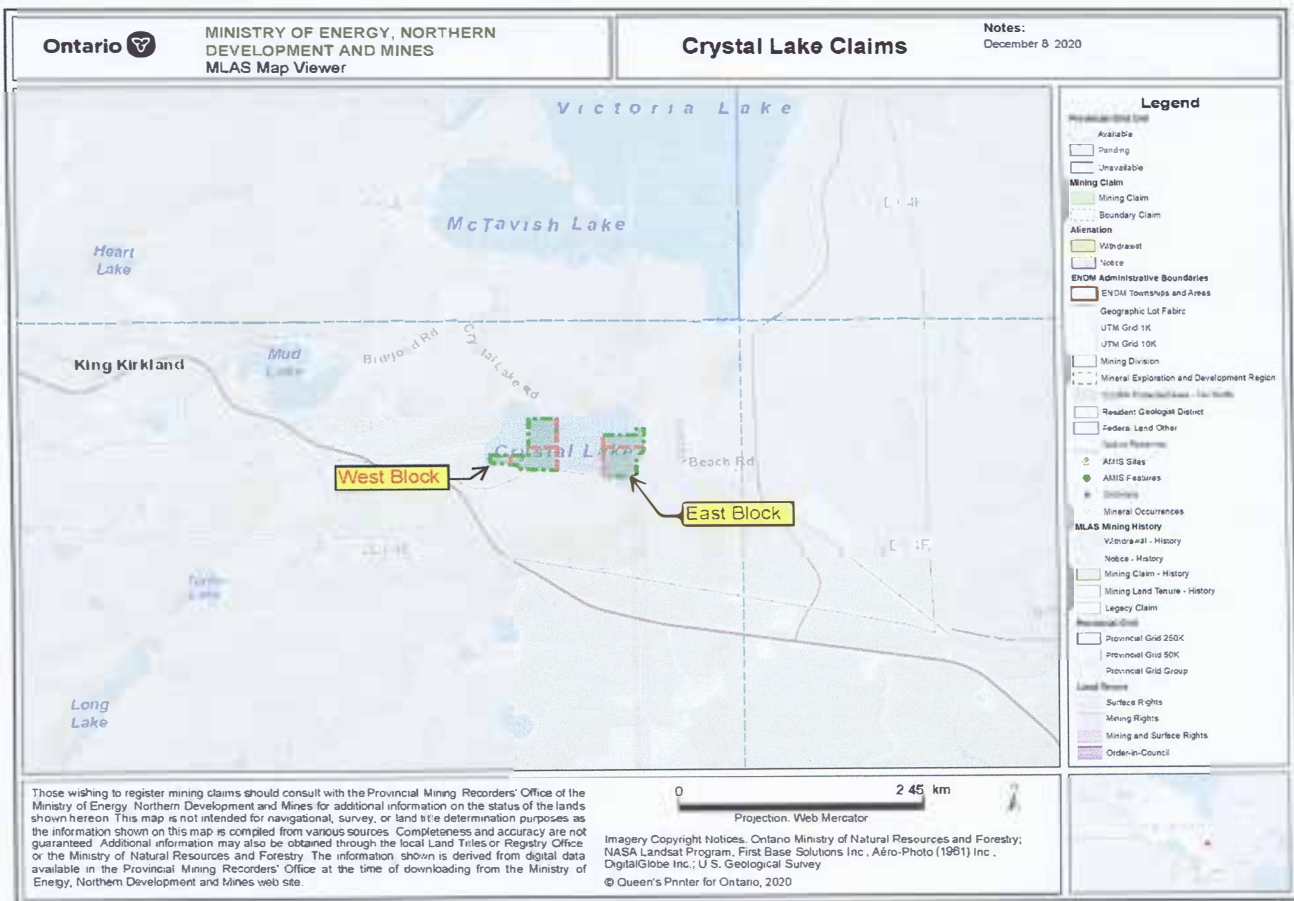 Ontario
MINISTRY OF ENERGY, NORTHERN
DEVELOPMENT AND MINES
MLAS Map Viewer
Crystal Lake Claims
Notes:
December 8 2020
Victoria Lake
McTavish Lake
Heart
Lake
Mud
Lake
King Kirkland
Crystal Lake Rd
Crystal Lake
West Block
Beach Rd
East Block
Lake
Long
Lake
Legend
Available
Pending
Unavailable
Mining Claim
Mining Claim
Boundary Claim
Alienation
Withdrawal
Notice
ENDM Administrative Boundaries
ENDM Townships and Areas
Geographic Lot Fabirc
UTM Grid 1K
UTM Grid 10K
Mining Division
Mineral Exploration and Development Region
Resident Geologist District
Federal Land Other
AMIS Sites
AMIS Features
Mineral Occurrences
MLAS Mining History
Withdrawal - History
Notice - History
Mining Claim - History
Mining Land Tenure - History
Legacy Claim
Provincial Grid 250K
Provincial Grid 50K
Provincial Grid Group
Land Tenure
Surface Rights
Mining Rights
Mining and Surface Rights
Order-in-Council
Those wishing to register mining claims should consult with the Provincial Mining Recorders' Office of the
Ministry of Energy Northern Development and Mines for additional information on the status of the lands
shown hereon This map is not intended for navigational, survey, or land title determination purposes as
the information shown on this map is compiled from various sources Completeness and accuracy are not
guaranteed Additional information may also be obtained through the local Land Titles or Registry Office
or the Ministry of Natural Resources and Forestry The information shown is derived from digital data
available in the Provincial Mining Recorders' Office at the time of downloading from the Ministry of
Energy, Northern Development and Mines web site.
0 2 45 km
Projection. Web Mercator
Imagery Copyright Notices. Ontario Ministry of Natural Resources and Forestry;
NASA Landsat Program, First Base Solutions Inc, Aéro-Photo (1961) Inc,
DigitalGlobe Inc.; U S. Geological Survey
© Queen's Printer for Ontario, 2020